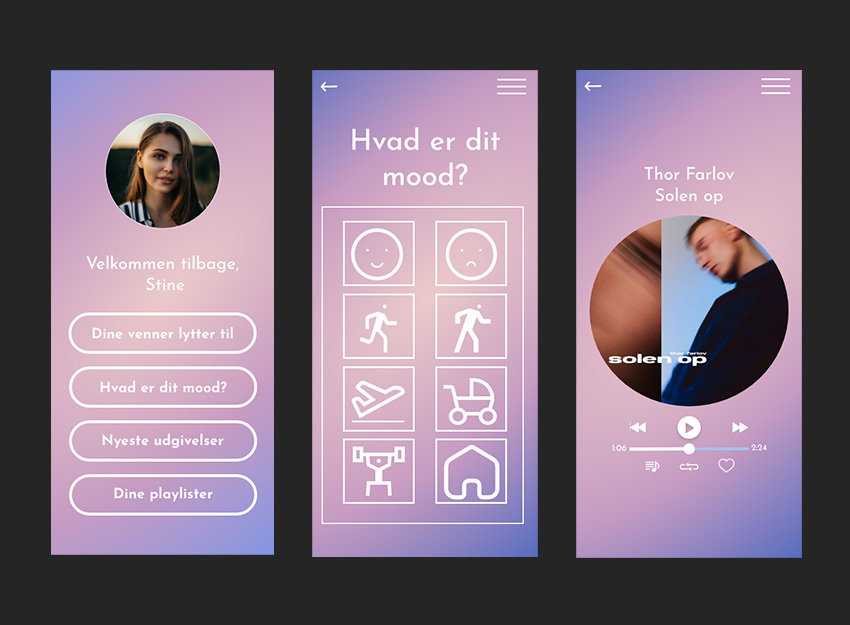 Velkommen tilbage,
Stine
Dine venner lytter til
Hvad er dit mood?
Nyeste udgivelser
Dine playlister
Hvad er dit
mood?
Thor Farlov
Solen op
thor farlov
solen op
1:06
2:24